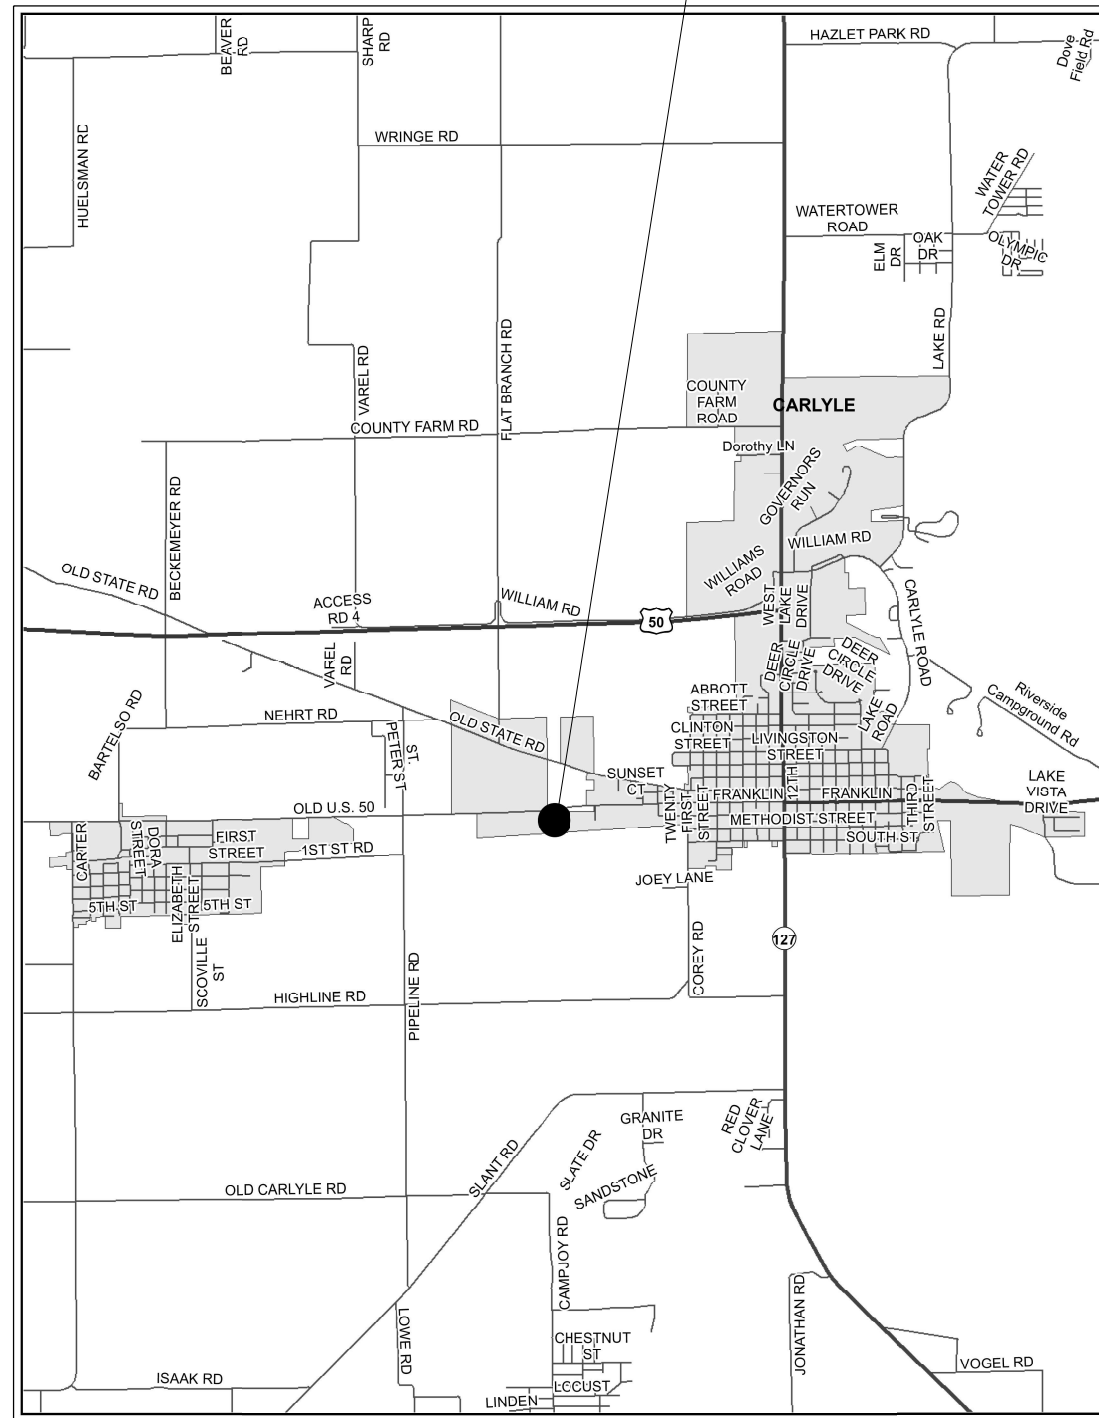 BEAVER
RD
SHARP
RD
HAZLET PARK RD
Dove
Field Rd
HUELSMAN RD
WRINGE RD
WATER
TOWER RD
WATERTOWER
ROAD
ELM
DR
OAK
DR
OLYMPIC
DR
LAKE RD
VAREL RD
FLAT BRANCH RD
COUNTY
FARM
ROAD
CARLYLE
COUNTY FARM RD
Dorothy LN
GOVERNORS
RUN
BECKEMEYER RD
WILLIAM RD
WILLIAMS
ROAD
OLD STATE RD
ACCESS
RD 4
WILLIAM RD
50
WEST
LAKE
DRIVE
CARLYLE ROAD
VAREL
RD
DEER
CIRCLE
DRIVE
DEER
CIRCLE
DRIVE
LAKE
ROAD
ABBOTT
STREET
Riverside
Campground Rd
BARTELSO RD
NEHRT RD
ST.
PETER ST
OLD STATE RD
CLINTON
STREET
LIVINGSTON
STREET
SUNSET
CT
12TH
LAKE
VISTA
DRIVE
TWENTY
FIRST
STREET
FRANKLIN
FRANKLIN
THIRD
STREET
OLD U.S. 50
METHODIST STREET
SOUTH ST
CARTER
DORA
STREET
FIRST
STREET
1ST ST RD
JOEY LANE
5TH ST
ELIZABETH
STREET
5TH ST
127
SCOVILLE
ST
COREY RD
PIPELINE RD
HIGHLINE RD
GRANITE
DR
RED
CLOVER
LANE
SLANT RD
SLATE DR
SANDSTONE
OLD CARLYLE RD
CAMPJOY RD
JONATHAN RD
LOWE RD
CHESTNUT
ST
VOGEL RD
ISAAK RD
LOCUST
LINDEN